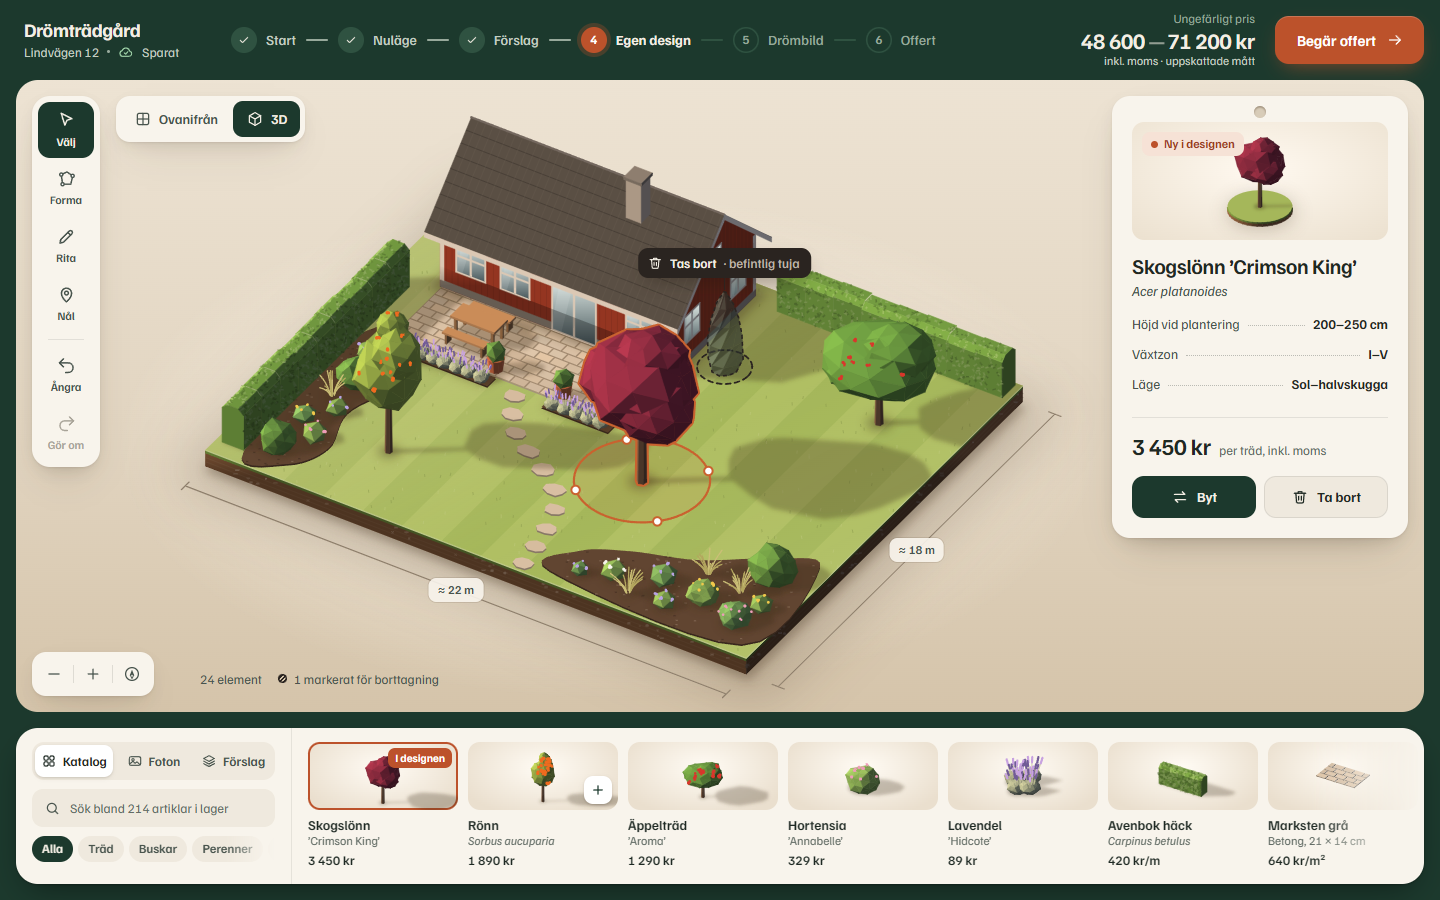 Drömträdgård
Lindvägen 12 • Sparat
Start
Nuläge
Förslag
4 Egen design
5 Drömbild
6 Offert
Ungefärligt pris
48 600 – 71 200 kr
inkl. moms · uppskattade mått
Begär offert
Välj
Forma
Rita
Nål
Ångra
Gör om
Ovanifrån
3D
Tas bort · befintlig tuja
≈ 22 m
≈ 18 m
24 element
1 markerat för borttagning
Ny i designen
Skogslönn ’Crimson King’
Acer platanoides
Höjd vid plantering 200–250 cm
Växtzon I–V
Läge Sol–halvskugga
3 450 kr per träd, inkl. moms
Byt
Ta bort
Katalog
Foton
Förslag
Sök bland 214 artiklar i lager
Alla
Träd
Buskar
Perenner
I designen
Skogslönn
’Crimson King’
3 450 kr
Rönn
Sorbus aucuparia
1 890 kr
Äppelträd
’Aroma’
1 290 kr
Hortensia
’Annabelle’
329 kr
Lavendel
’Hidcote’
89 kr
Avenbok häck
Carpinus betulus
420 kr/m
Marksten grå
Betong, 21 × 14 cm
640 kr/m²